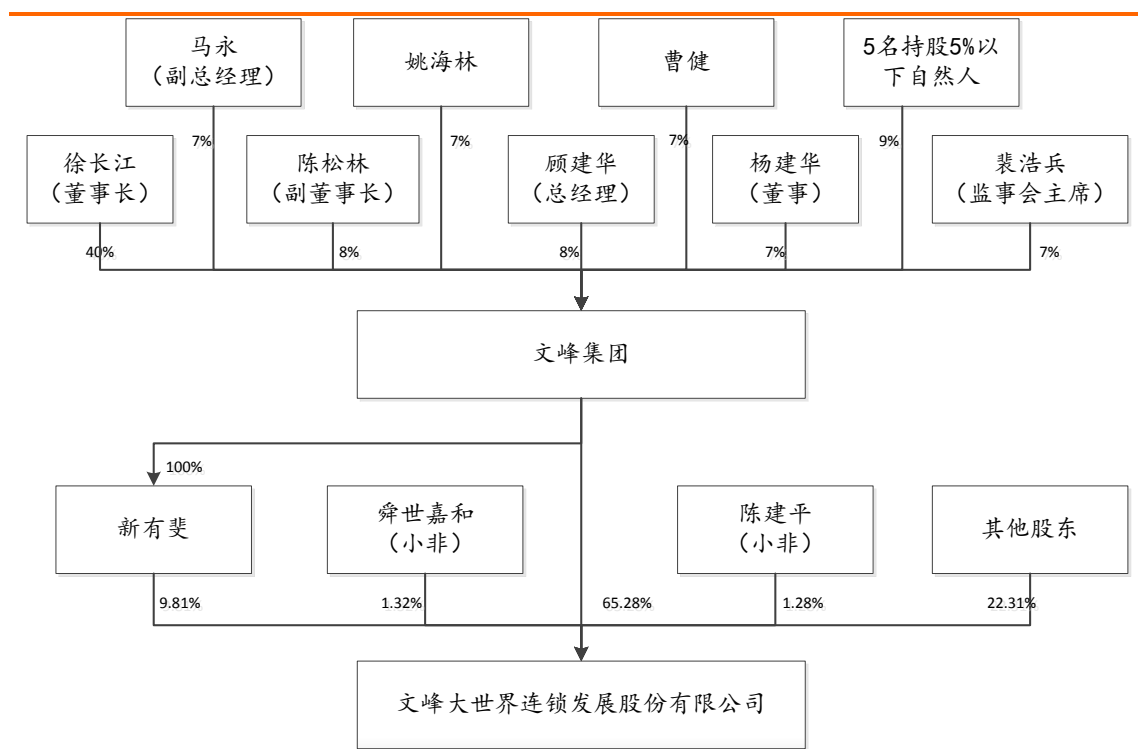 马永
（副总经理）
姚海林
曹健
5名持股5%以
下自然人
7%
7%
7%
9%
徐长江
（董事长）
陈松林
（副董事长）
顾建华
（总经理）
杨建华
（董事）
裴浩兵
（监事会主席）
40%
8%
8%
7%
7%
文峰集团
100%
新有斐
舜世嘉和
（小非）
陈建平
（小非）
其他股东
9.81%
1.32%
65.28%
1.28%
22.31%
文峰大世界连锁发展股份有限公司